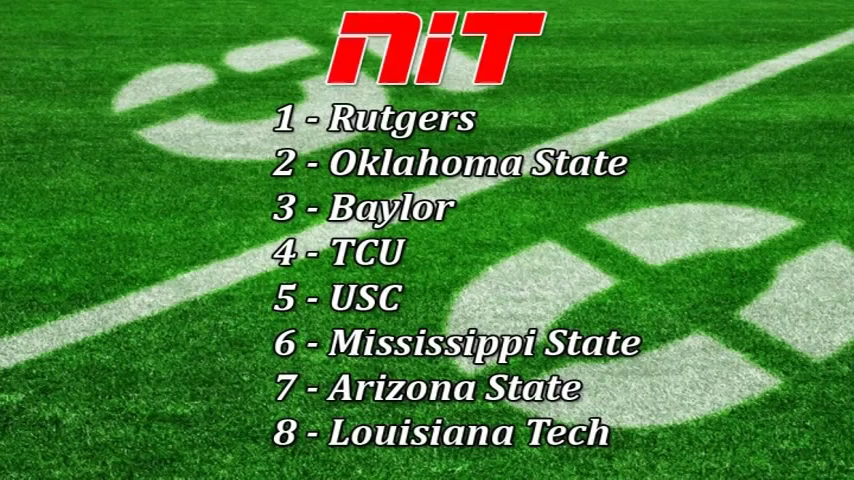 NiT
1 - Rutgers
2 - Oklahoma State
3 - Baylor
4 - TCU
5 - USC
6 - Mississippi State
7 - Arizona State
8 - Louisiana Tech